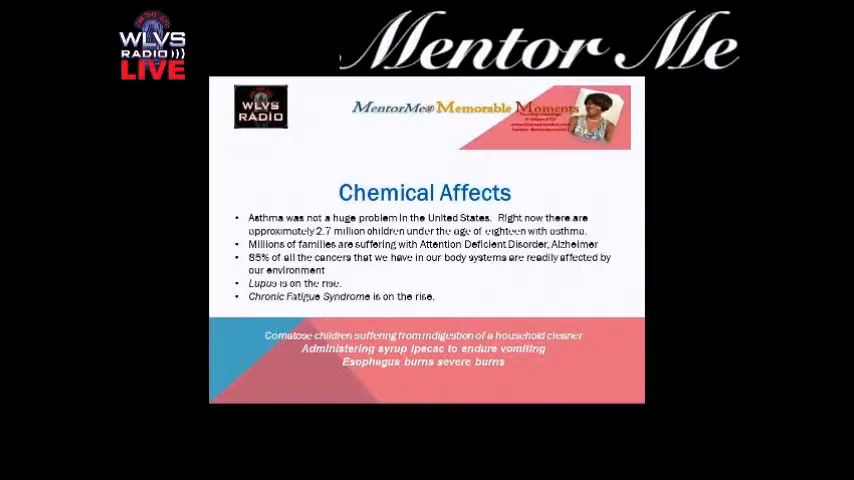 WLVS
RADIO
LIVE
Mentor Me
WLVS
RADIO
MentorMe® Memorable Moments
Chemical Affects
• Asthma was not a huge problem in the United States. Right now there are
approximately 2.7 million children under the age of eighteen with asthma.
• Millions of families are suffering with Attention Deficient Disorder, Alzheimer
• 85% of all the cancers that we have in our body systems are readily affected by
our environment
• Lupus is on the rise.
• Chronic Fatigue Syndrome is on the rise.
Comatose children suffering from indigestion of a household cleaner
Administering syrup ipecac to endure vomiting
Esophagus burns severe burns